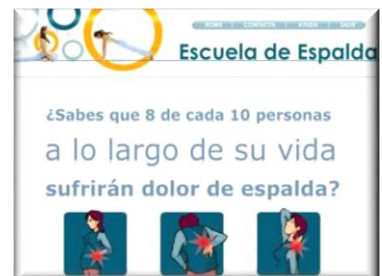 HOME | CONTACTA | AYUDA | SALIR
Escuela de Espalda
¿Sabes que 8 de cada 10 personas
a lo largo de su vida
sufrirán dolor de espalda?